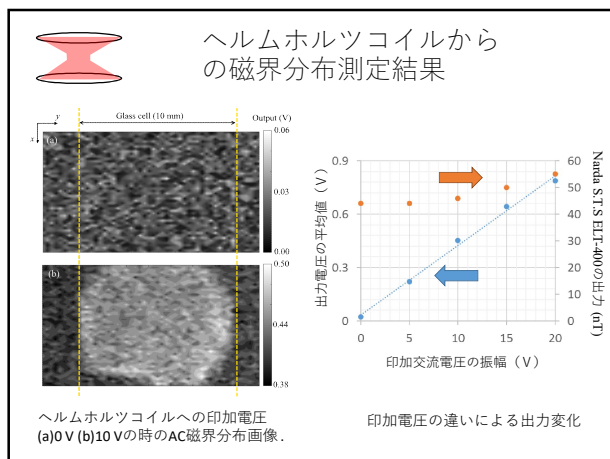 ヘルムホルツコイルから
の磁界分布測定結果
y
Glass cell (10 mm)
Output (V)
x
(a)
0.06
0.03
0.00
(b)
0.50
0.44
0.38
ヘルムホルツコイルへの印加電圧
(a)0 V (b)10 Vの時のAC磁界分布画像.
出力電圧の平均値（V）
0.9
0.6
0.3
0
60
50
40
30
20
10
0
Narda S.T.S ELT-400の出力 (nT)
0 5 10 15 20
印加交流電圧の振幅（V）
印加電圧の違いによる出力変化